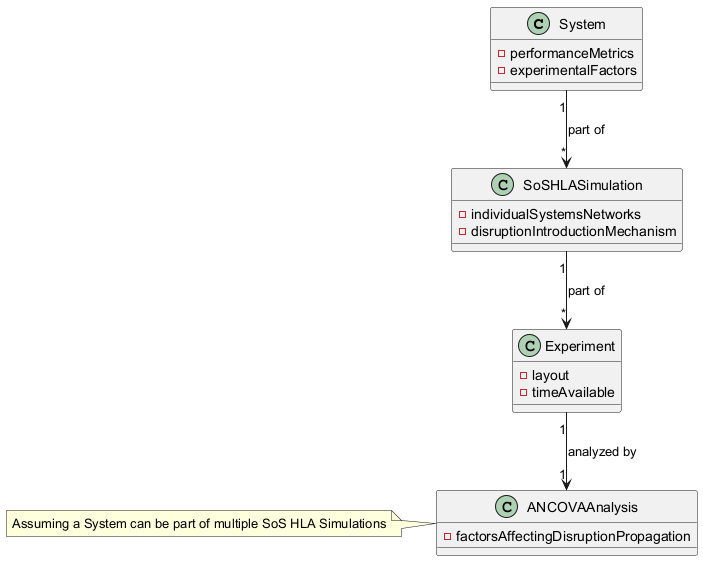 C System
performanceMetrics
experimentalFactors
1
part of
*
C SoSHLASimulation
individualSystemsNetworks
disruptionIntroductionMechanism
1
part of
*
C Experiment
layout
timeAvailable
1
analyzed by
1
C ANCOVAAnalysis
Assuming a System can be part of multiple SoS HLA Simulations
factorsAffectingDisruptionPropagation